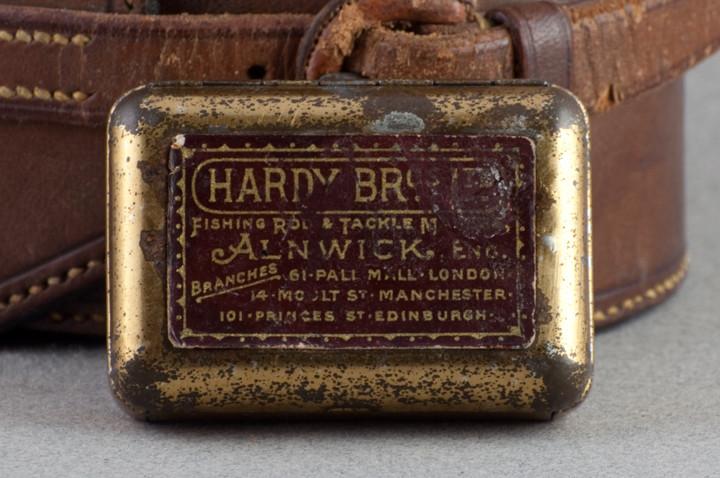 HARDY BRS
FISHING ROD & TACKLE M
ALNWICK, ENG.
BRANCHES 61·PALL MALL·LONDON·
14·MOULT ST·MANCHESTER·
101·PRINCES ST·EDINBURGH·